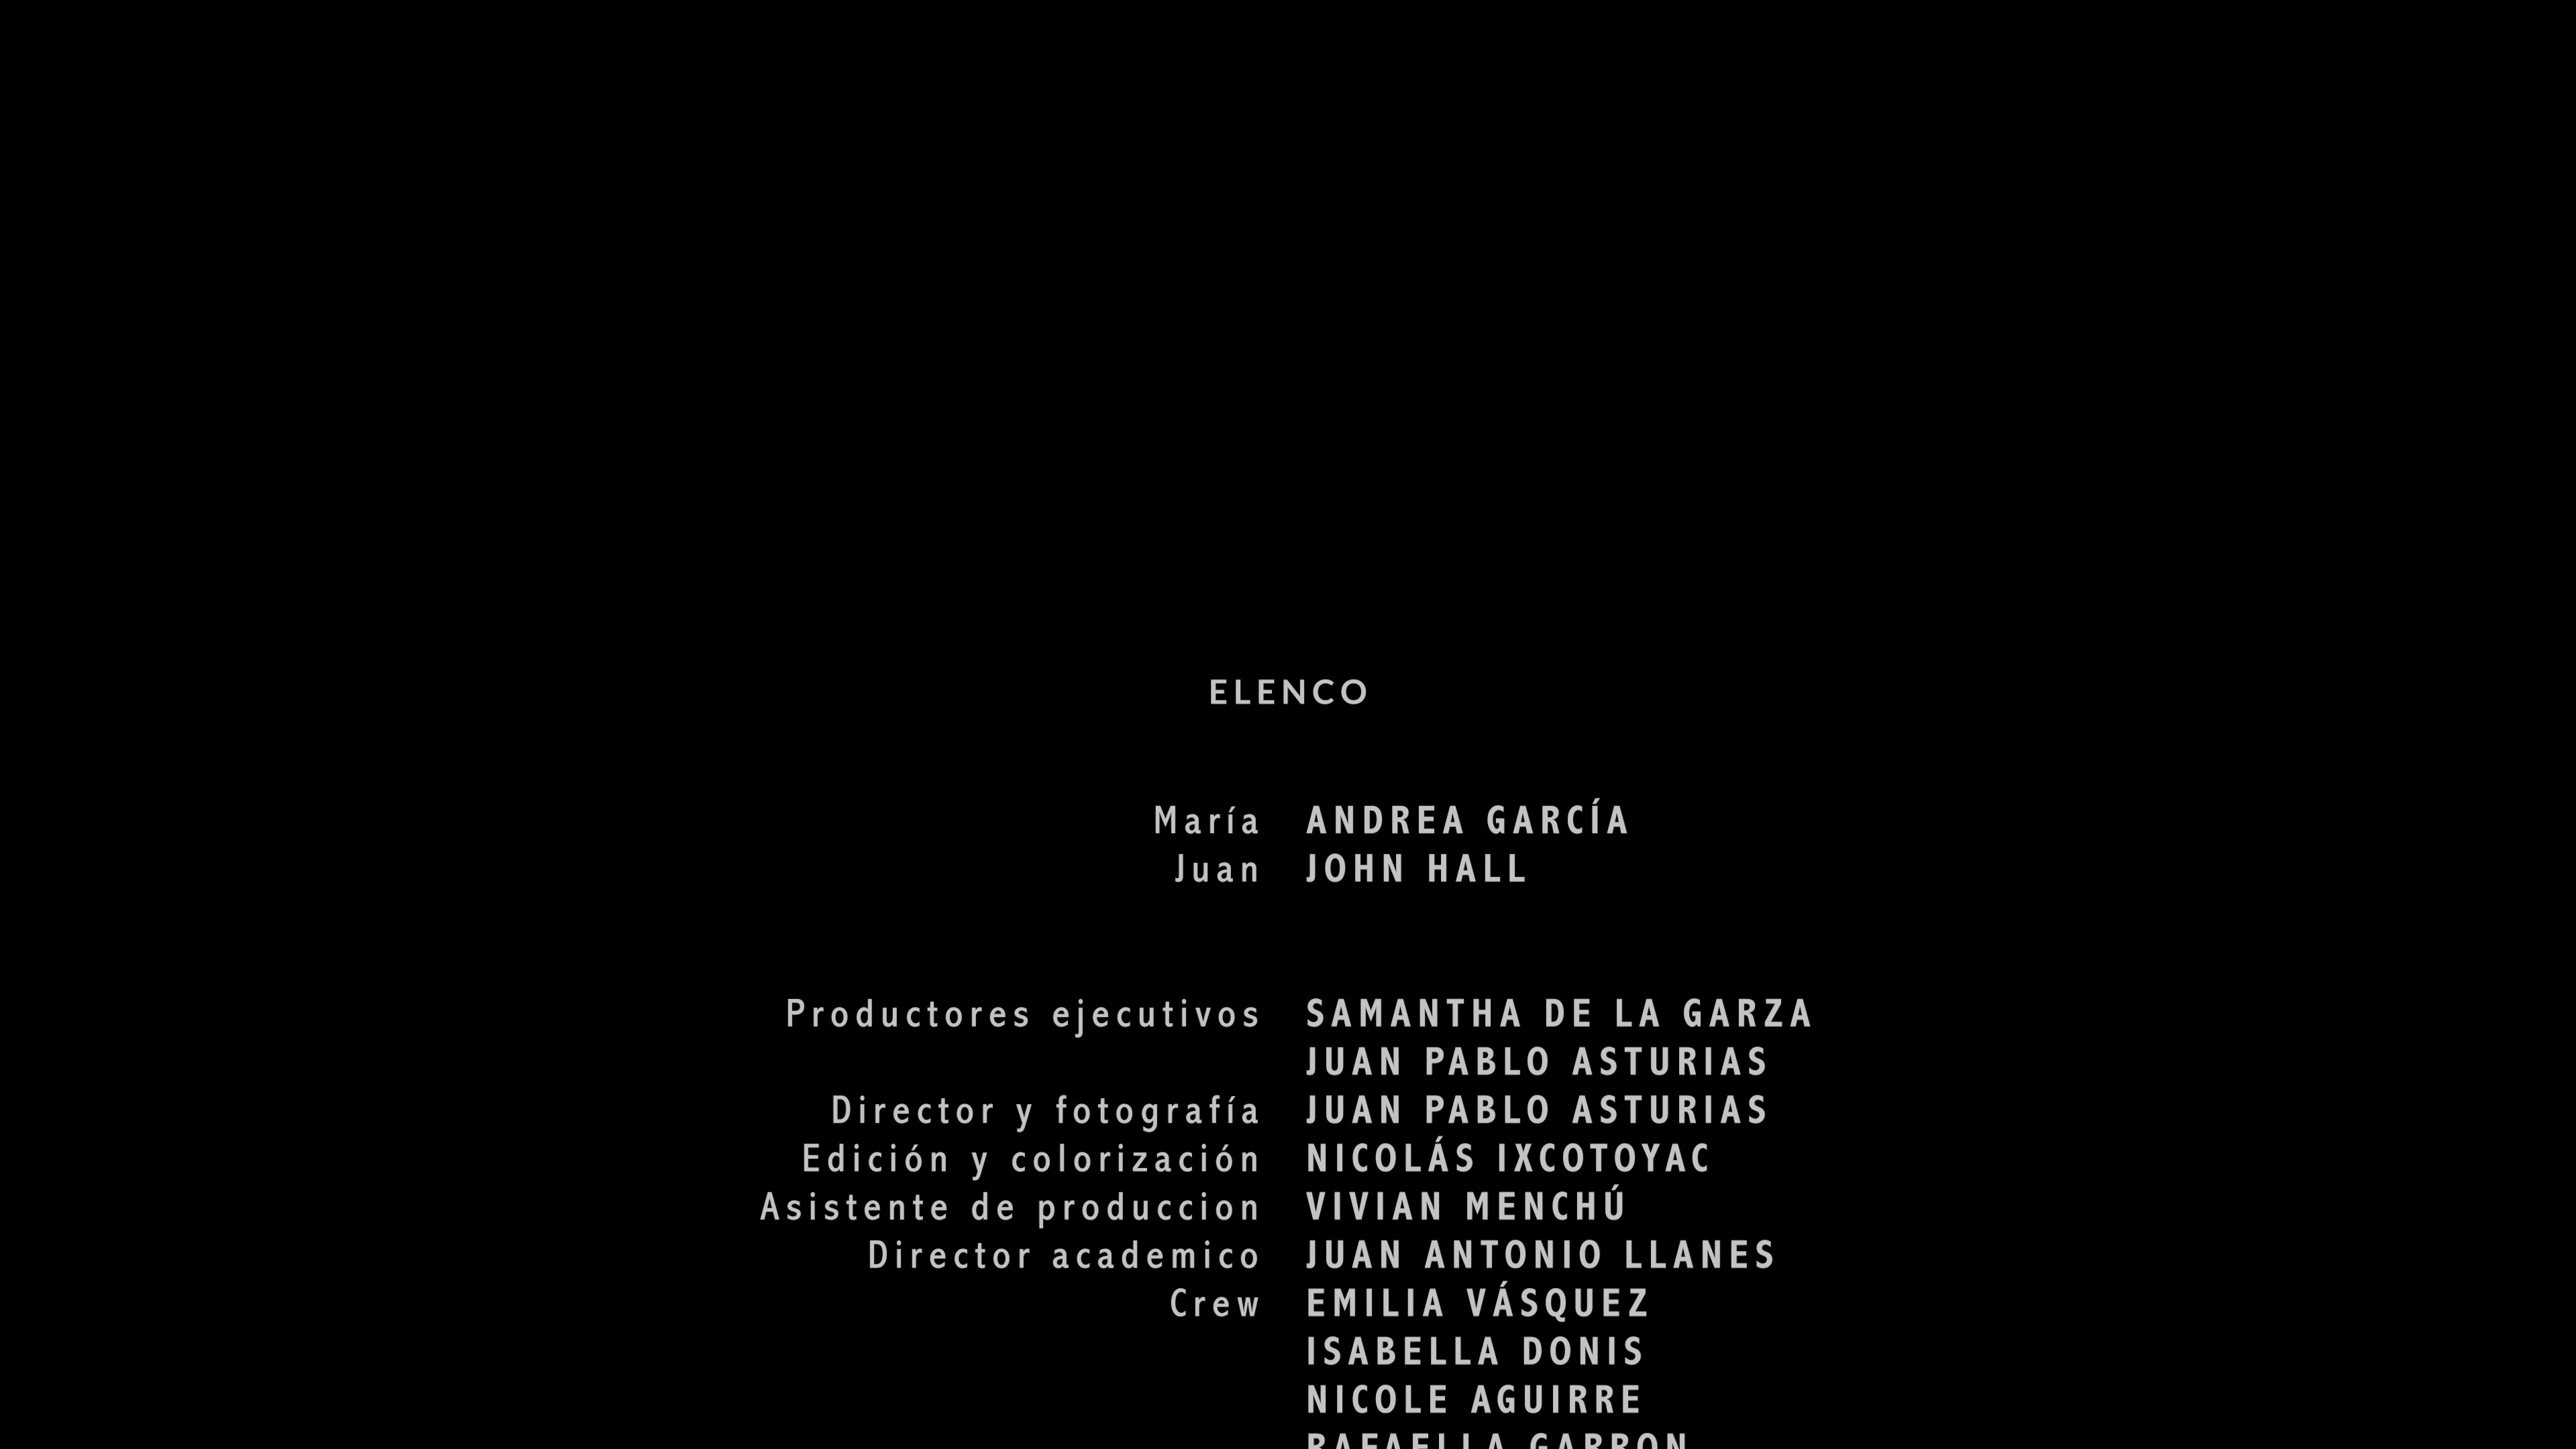 ELENCO
María ANDREA GARCÍA
Juan JOHN HALL
Productores ejecutivos SAMANTHA DE LA GARZA
JUAN PABLO ASTURIAS
Director y fotografía JUAN PABLO ASTURIAS
Edición y colorización NICOLÁS IXCOTOYAC
Asistente de produccion VIVIAN MENCHÚ
Director academico JUAN ANTONIO LLANES
Crew EMILIA VÁSQUEZ
ISABELLA DONIS
NICOLE AGUIRRE
RAFAELLA